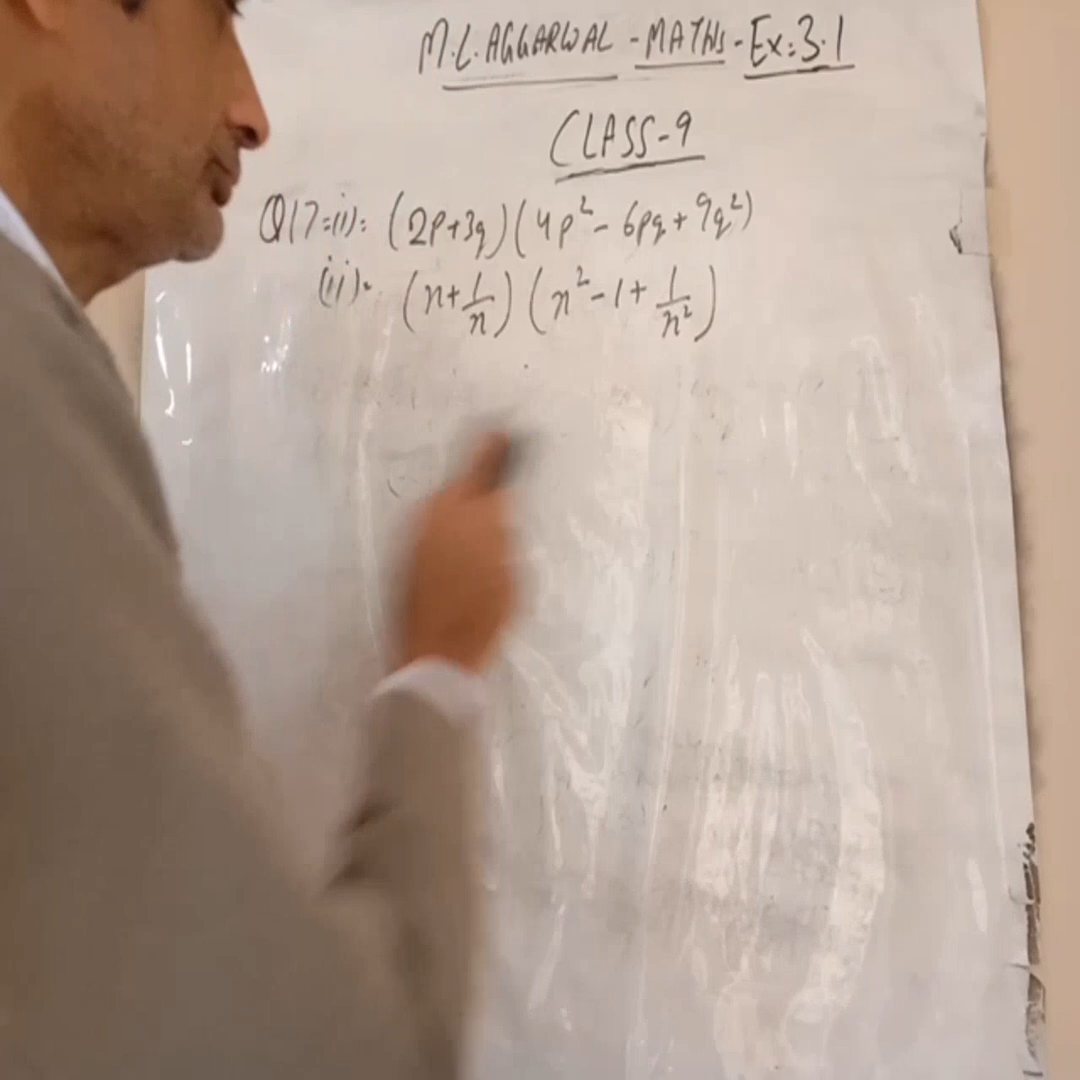 M.L. AGGARWAL - MATHS - Ex: 3.1
CLASS-9
Q17=(i)= (2p+3q)(4p² - 6pq + 9q²)
(ii)= (x + 1/x) (x² - 1 + 1/x²)